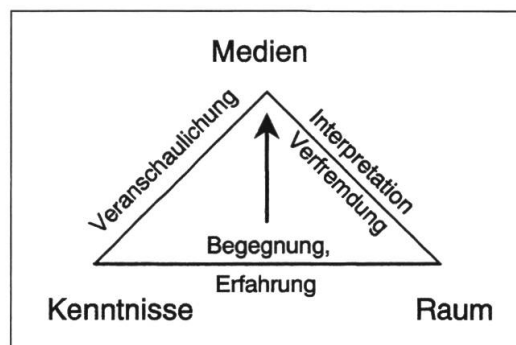 Medien
Veranschaulichung
Interpretation
Verfremdung
Begegnung,
Erfahrung
Kenntnisse
Raum